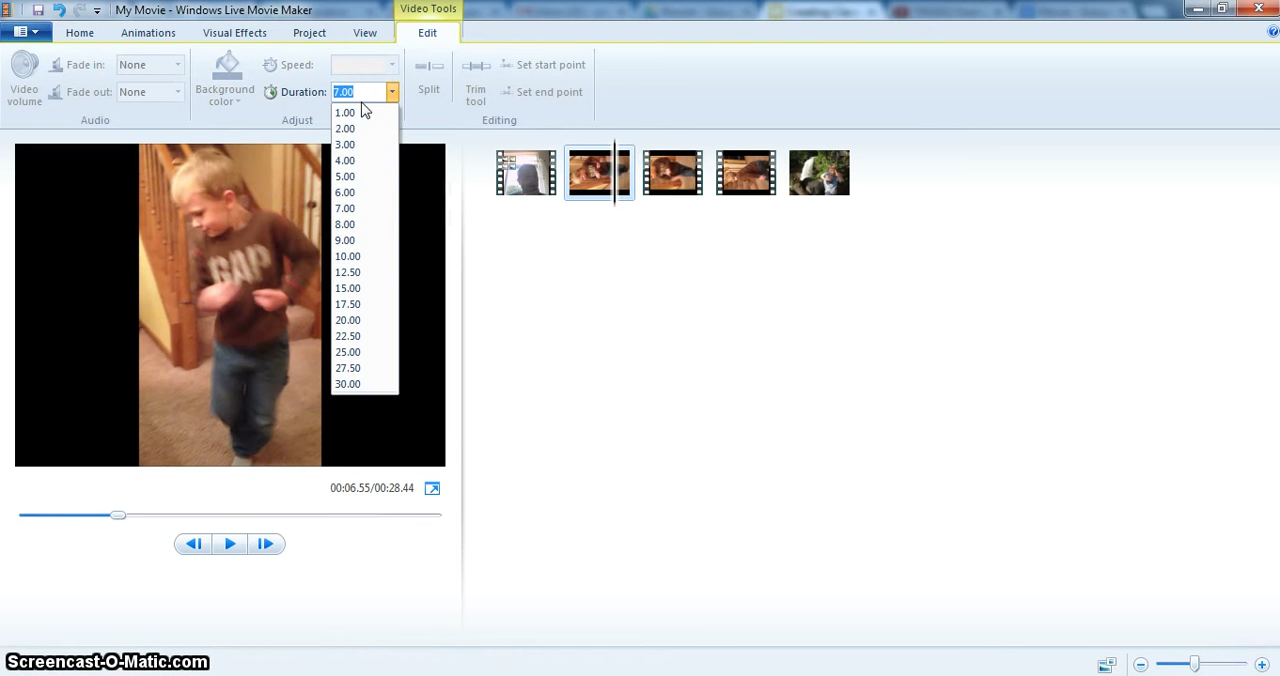 My Movie - Windows Live Movie Maker
Video Tools
Home
Animations
Visual Effects
Project
View
Edit
Video volume
Fade in:
None
Fade out:
None
Audio
Background color
Speed:
Duration:
7.00
Adjust
Split
Trim tool
Set start point
Set end point
Editing
1.00
2.00
3.00
4.00
5.00
6.00
7.00
8.00
9.00
10.00
12.50
15.00
17.50
20.00
22.50
25.00
27.50
30.00
GAP
00:06.55/00:28.44
Screencast-O-Matic.com